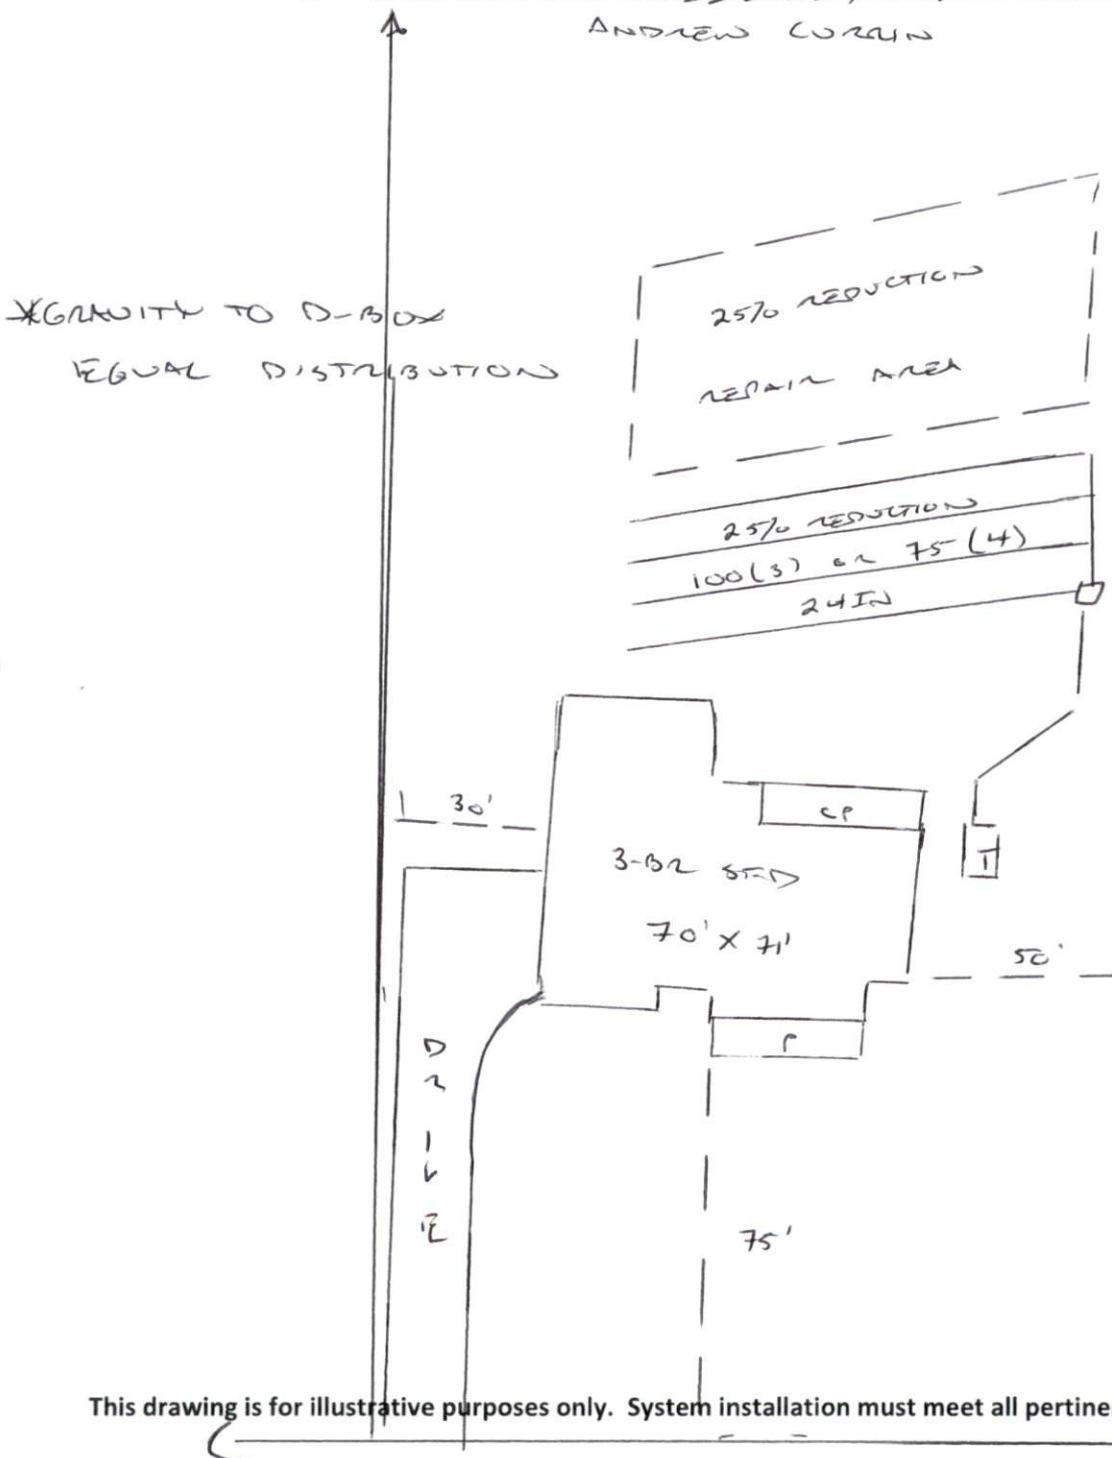 ANDREW CURRIN
25% REDUCTION
*GRAVITY TO D-BOX
EQUAL DISTRIBUTION
REPAIR AREA
25% REDUCTION
100(3) OR 75(4)
24IN
30'
CP
3-BR SFD
T
70' X 71'
50'
P
DRIVE
75'
This drawing is for illustrative purposes only. System installation must meet all pertine